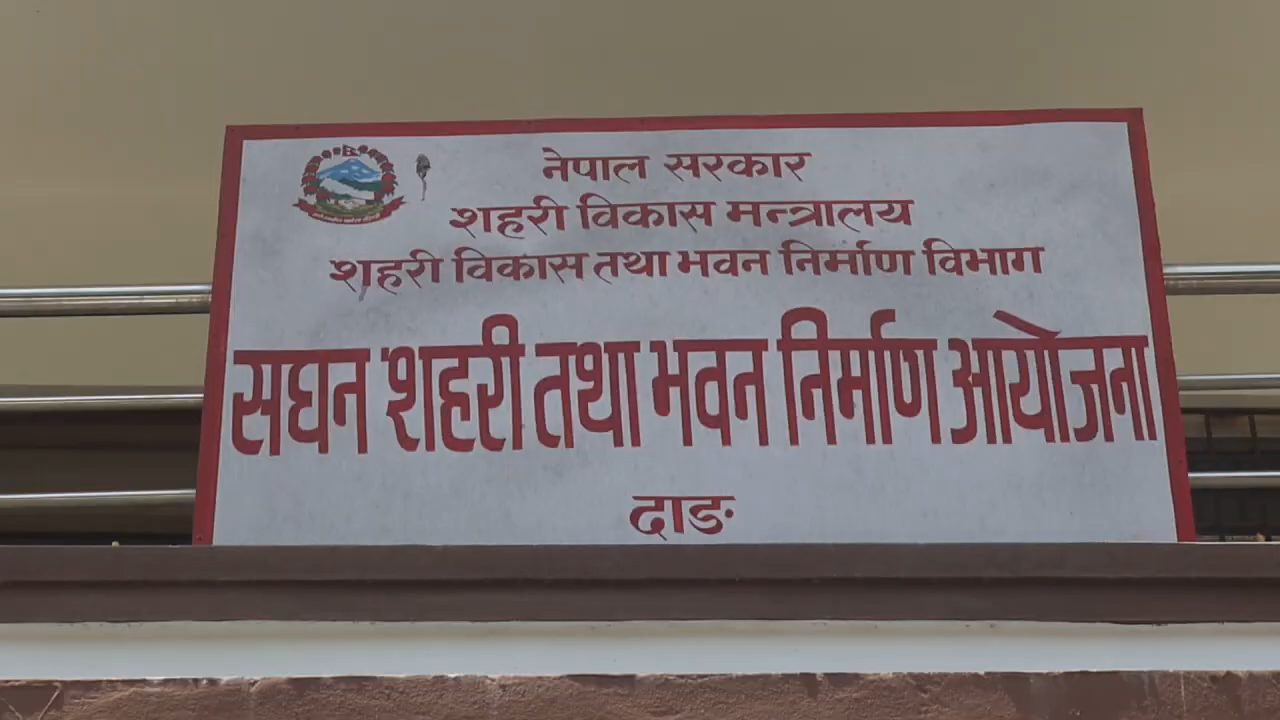 नेपाल सरकार
शहरी विकास मन्त्रालय
शहरी विकास तथा भवन निर्माण विभाग
सघन शहरी तथा भवन निर्माण आयोजना
दाङ